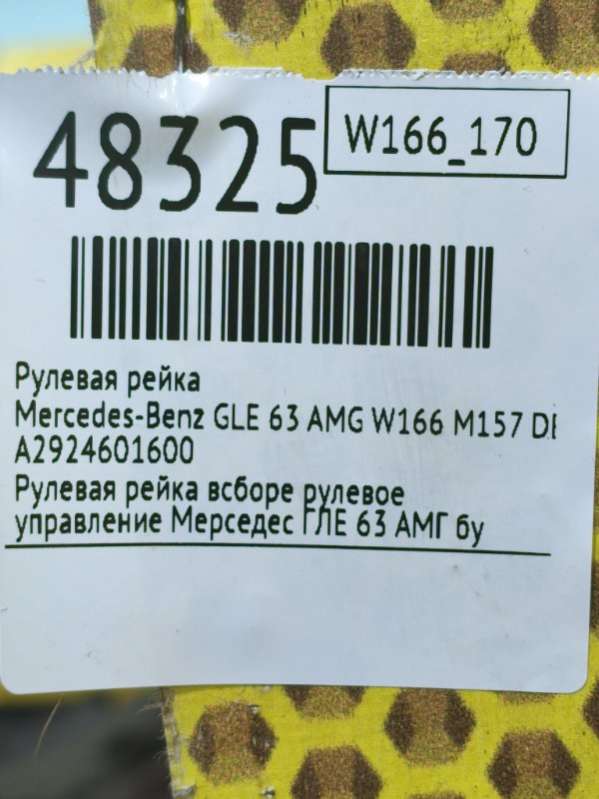 48325
W166_170
Рулевая рейка
Mercedes-Benz GLE 63 AMG W166 M157
A2924601600
Рулевая рейка всборе рулевое
управление Мерседес ГЛЕ 63 АМГ бу